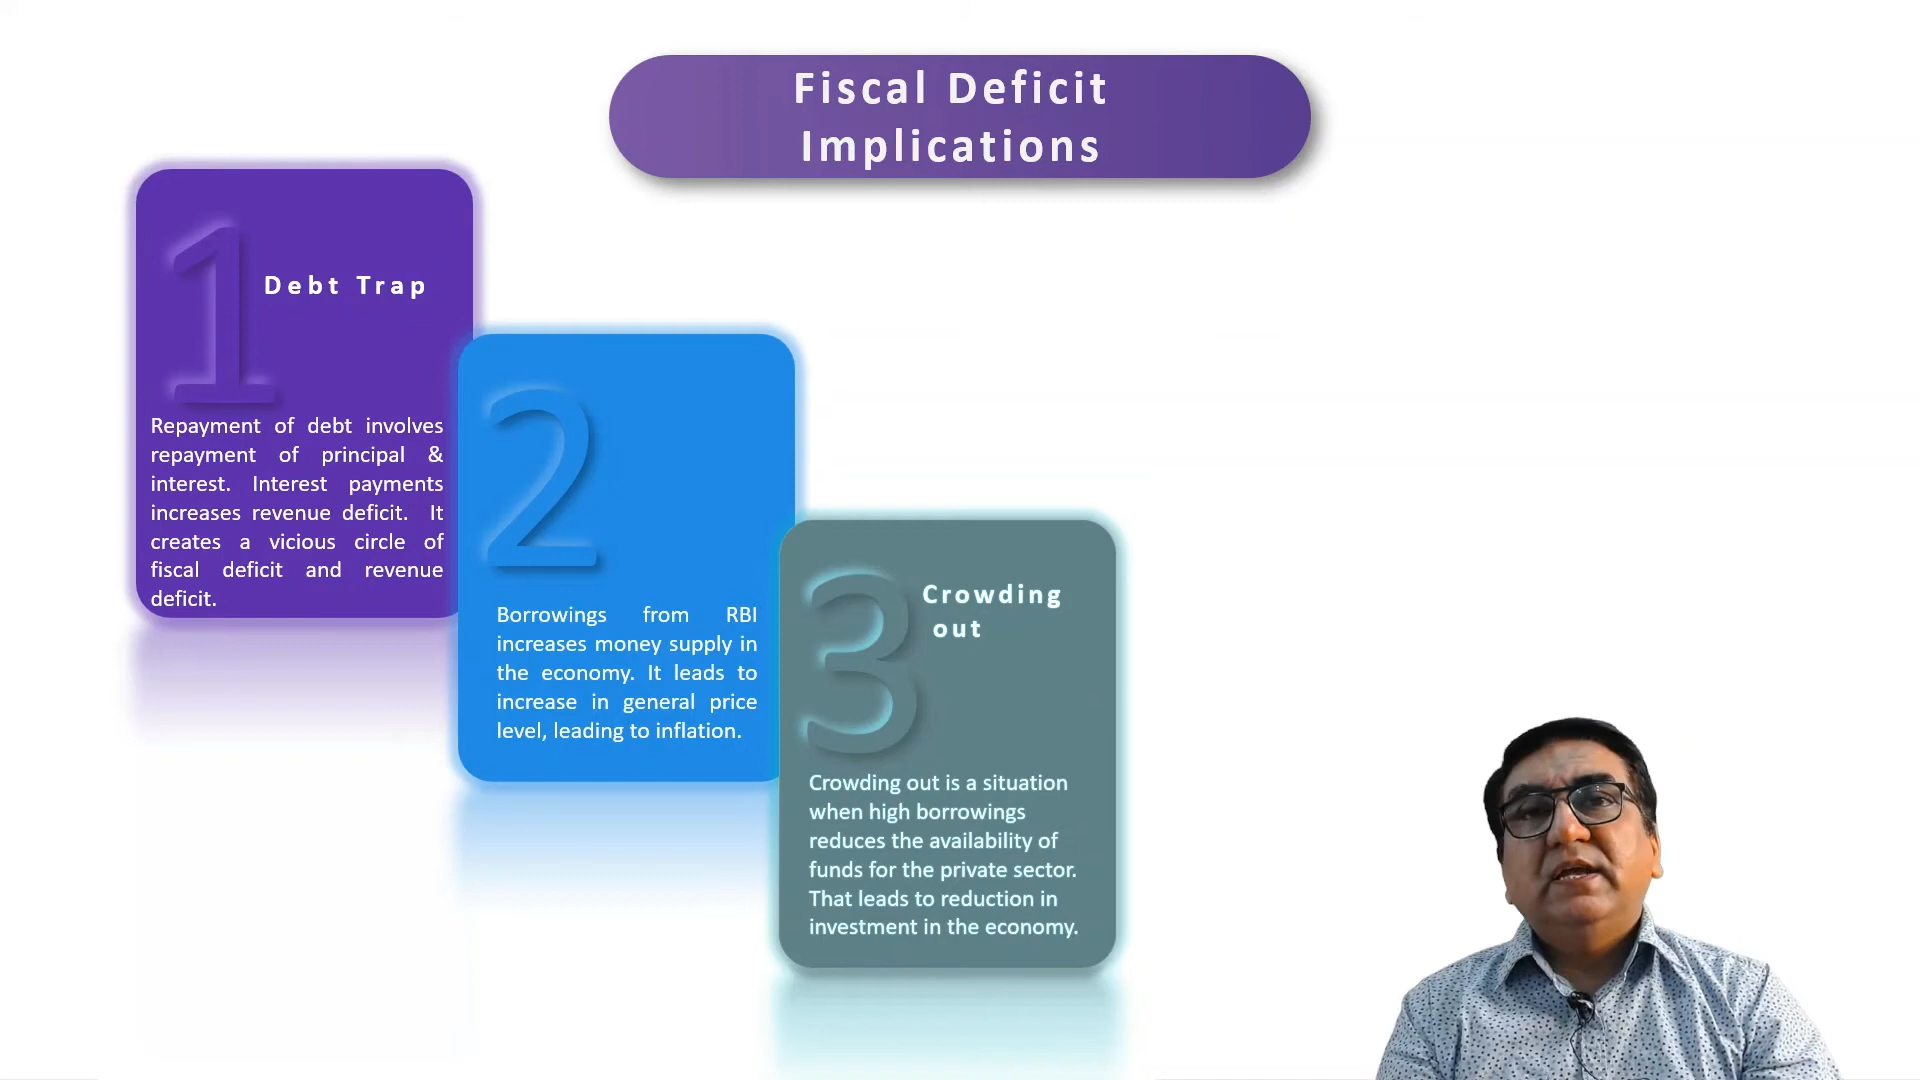 Fiscal Deficit
Implications
1
Debt Trap
Repayment of debt involves
repayment of principal &
interest. Interest payments
increases revenue deficit. It
creates a vicious circle of
fiscal deficit and revenue
deficit.
2
Borrowings from RBI
increases money supply in
the economy. It leads to
increase in general price
level, leading to inflation.
3
Crowding
out
Crowding out is a situation
when high borrowings
reduces the availability of
funds for the private sector.
That leads to reduction in
investment in the economy.